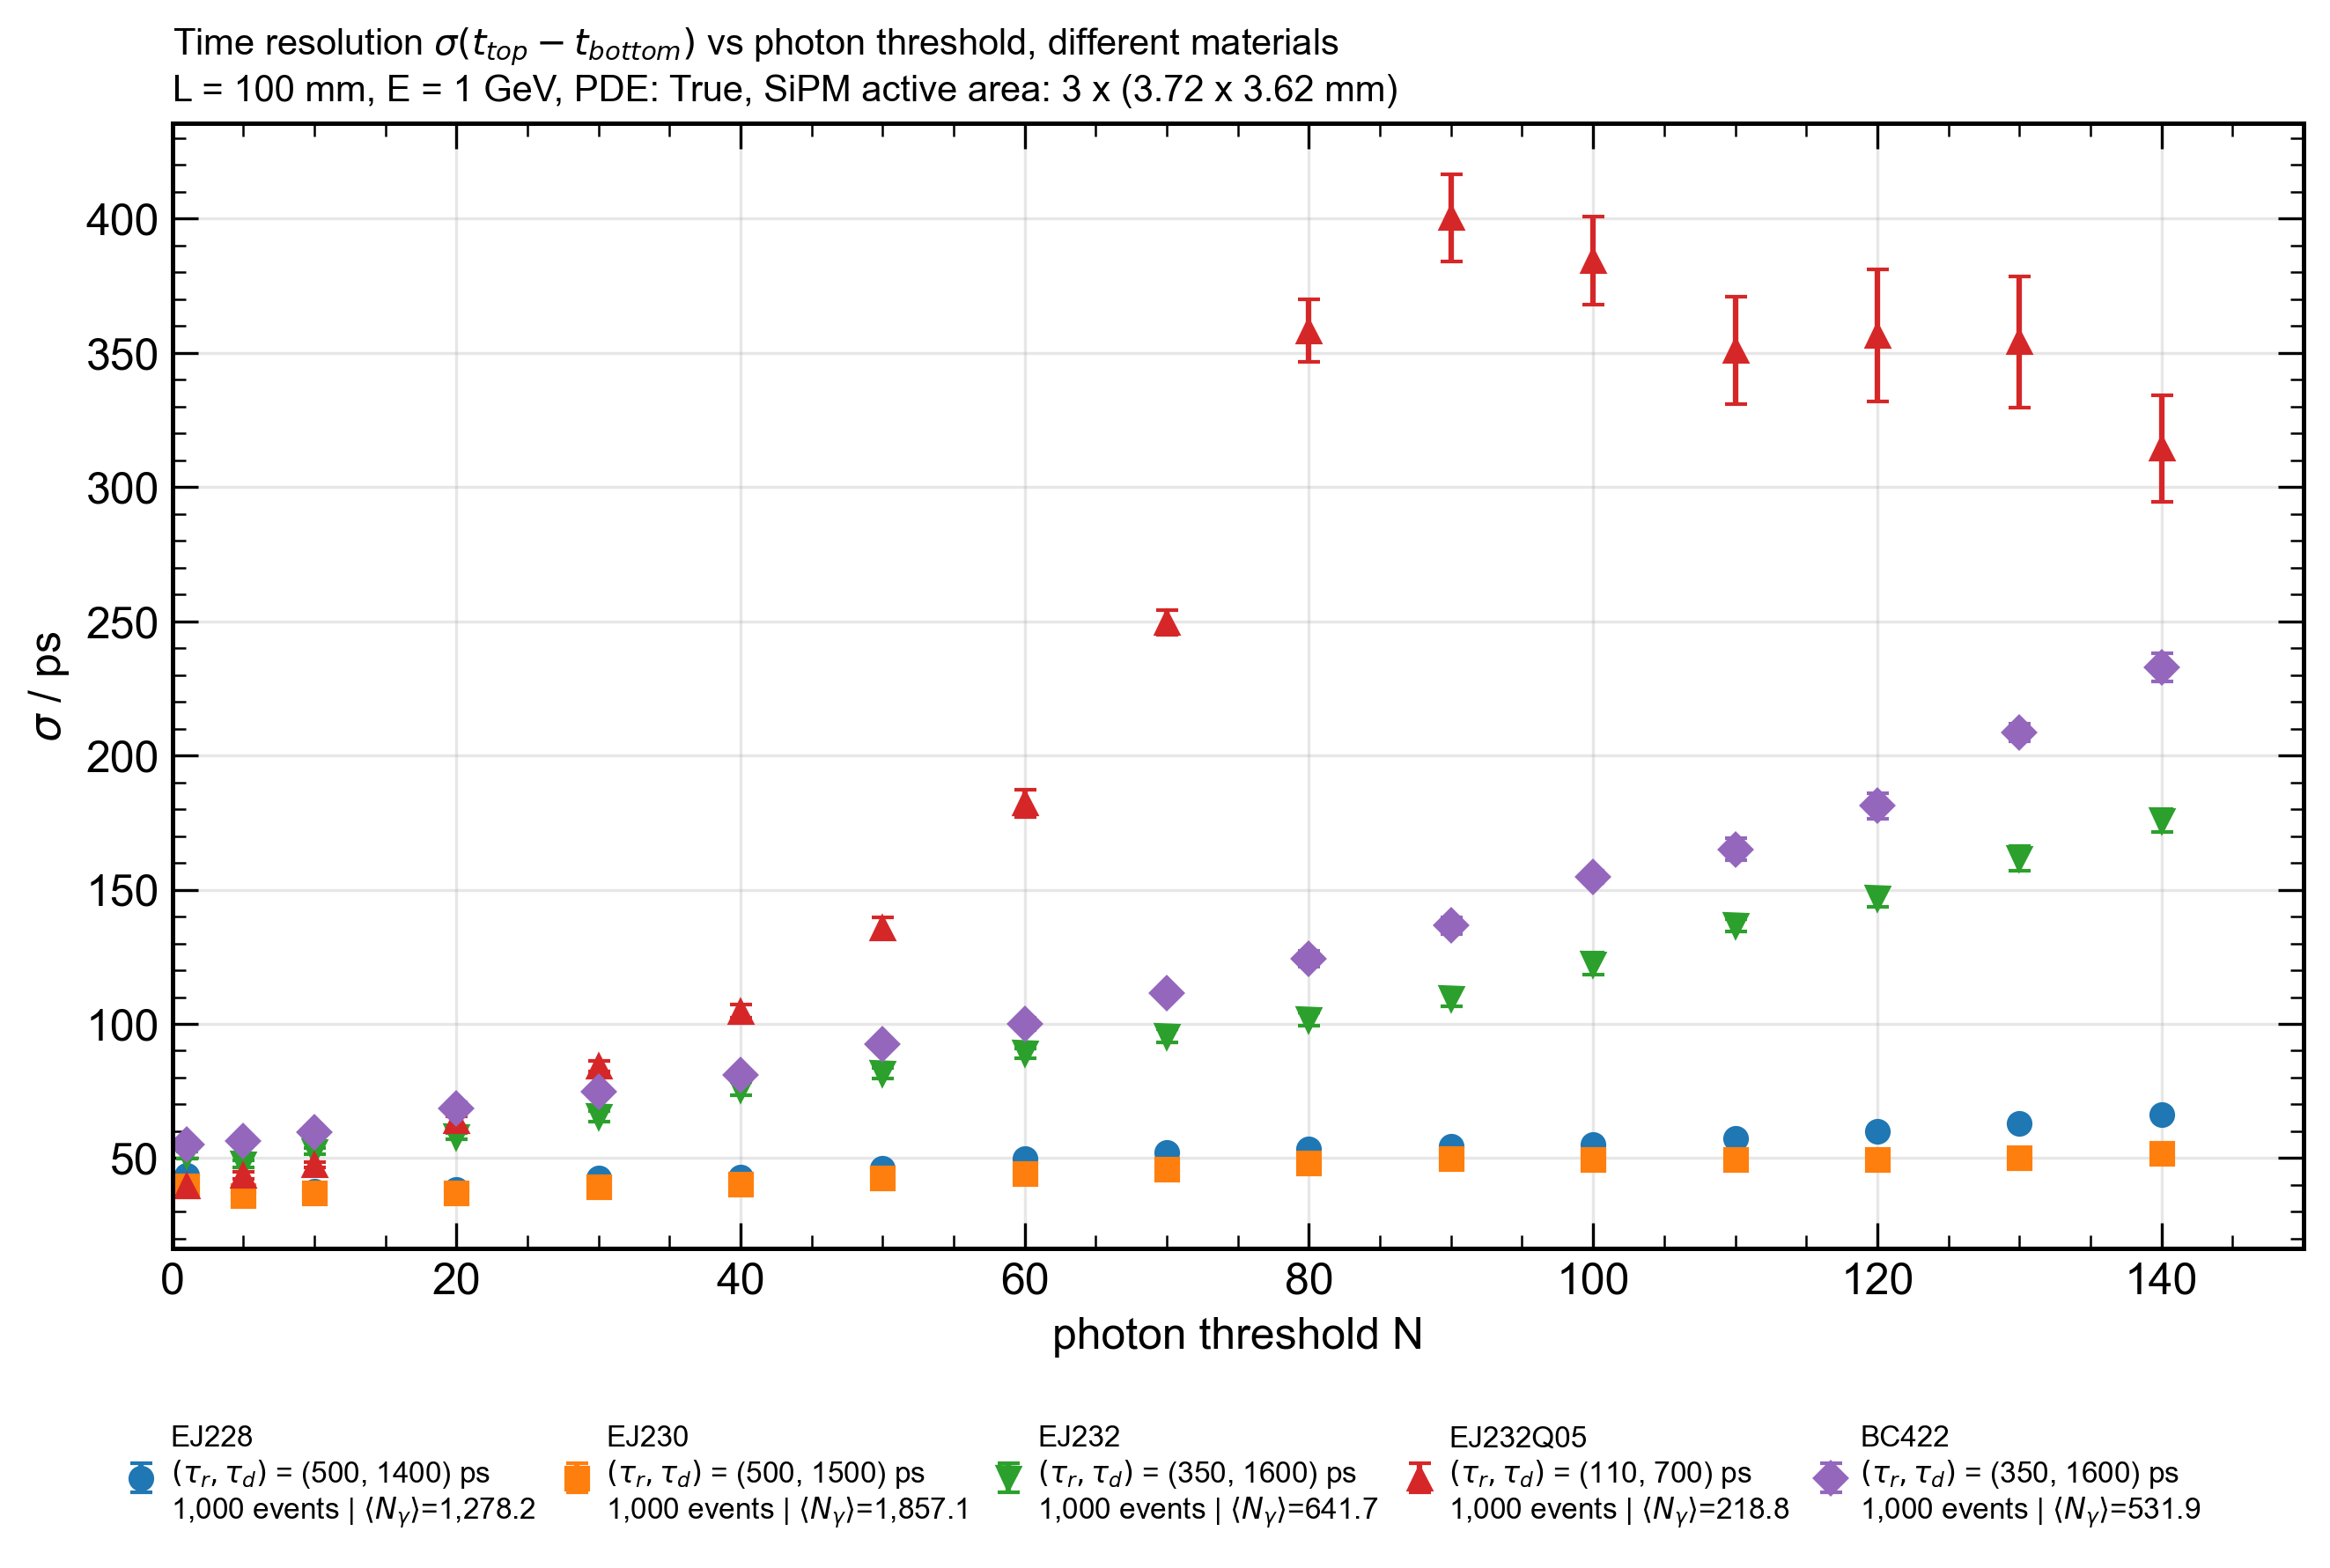 Time resolution σ(t_top − t_bottom) vs photon threshold, different materials
L = 100 mm, E = 1 GeV, PDE: True, SiPM active area: 3 x (3.72 x 3.62 mm)
σ / ps
400
350
300
250
200
150
100
50
0 20 40 60 80 100 120 140
photon threshold N
EJ228
(τ_r, τ_d) = (500, 1400) ps
1,000 events | ⟨N_γ⟩=1,278.2
EJ230
(τ_r, τ_d) = (500, 1500) ps
1,000 events | ⟨N_γ⟩=1,857.1
EJ232
(τ_r, τ_d) = (350, 1600) ps
1,000 events | ⟨N_γ⟩=641.7
EJ232Q05
(τ_r, τ_d) = (110, 700) ps
1,000 events | ⟨N_γ⟩=218.8
BC422
(τ_r, τ_d) = (350, 1600) ps
1,000 events | ⟨N_γ⟩=531.9